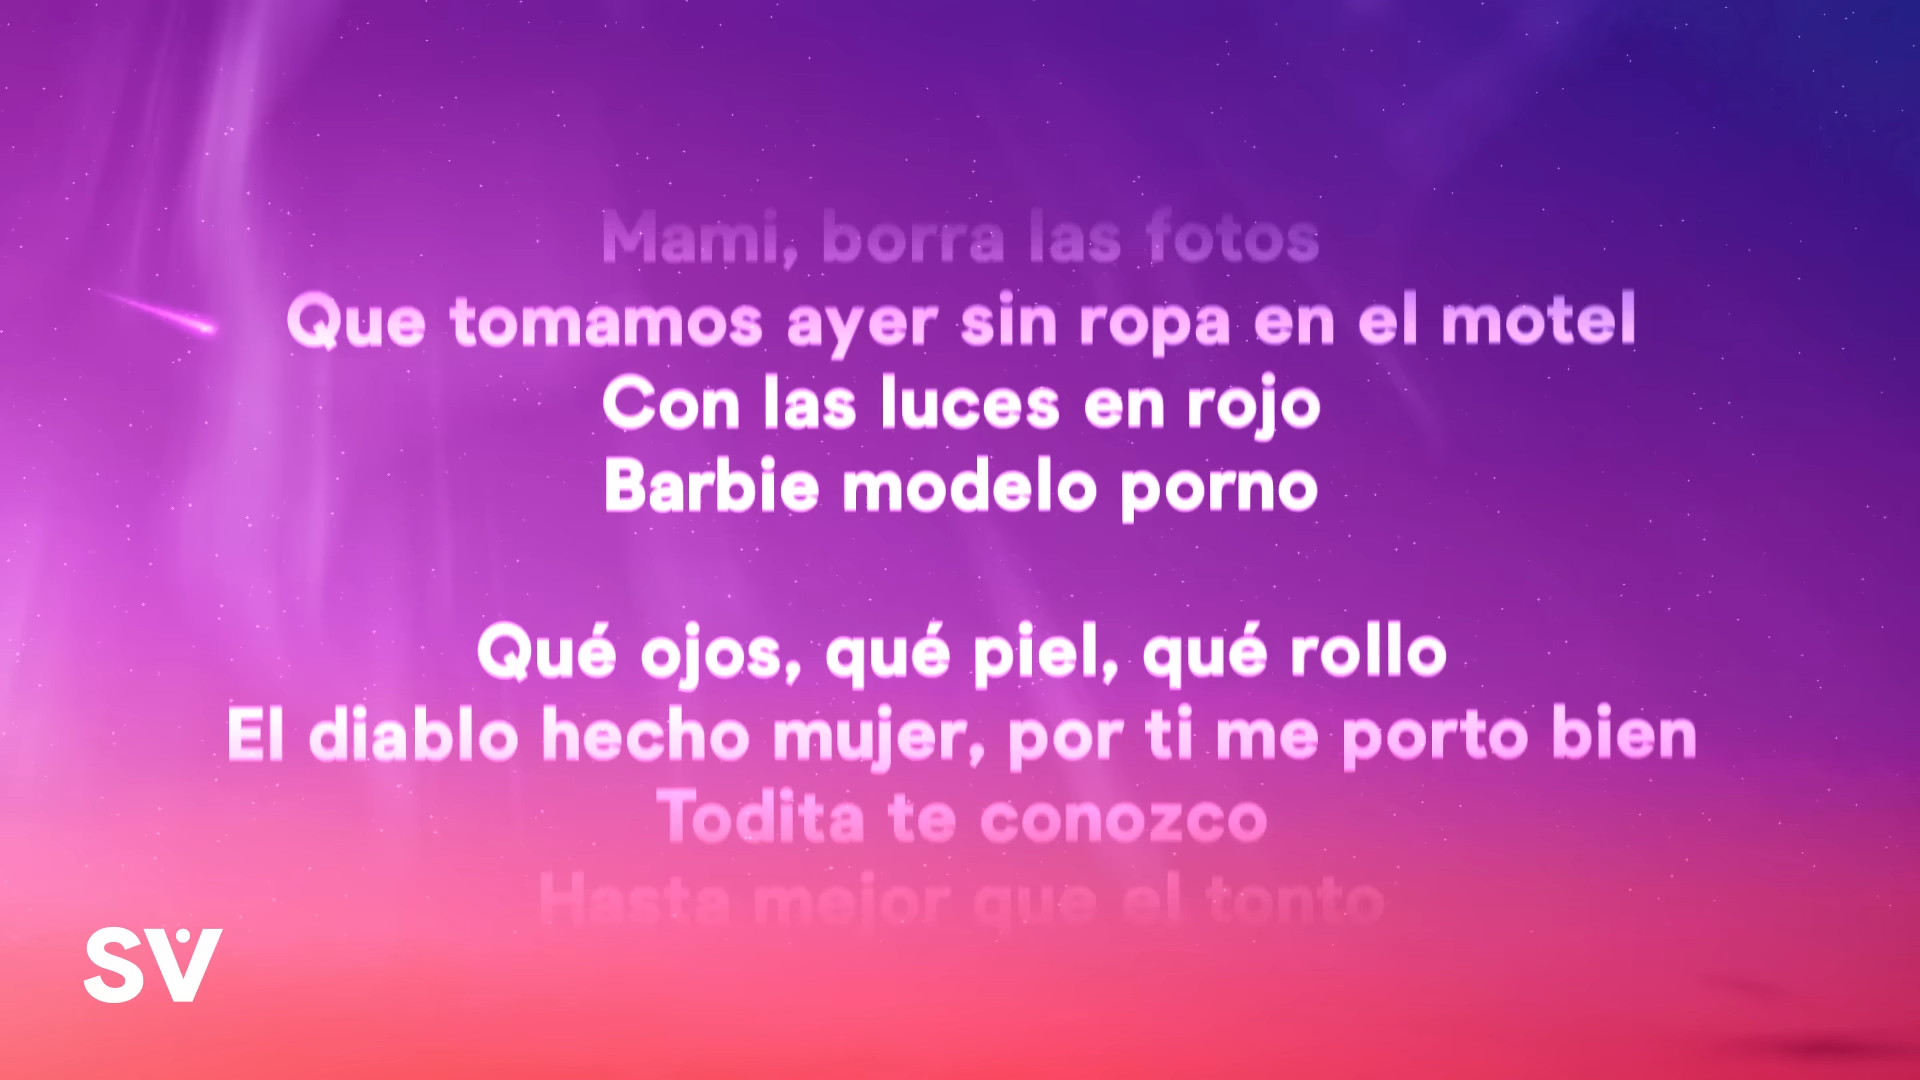 Mami, borra las fotos
Que tomamos ayer sin ropa en el motel
Con las luces en rojo
Barbie modelo porno
Qué ojos, qué piel, qué rollo
El diablo hecho mujer, por ti me porto bien
Todita te conozco
Hasta mejor que el tonto
SV